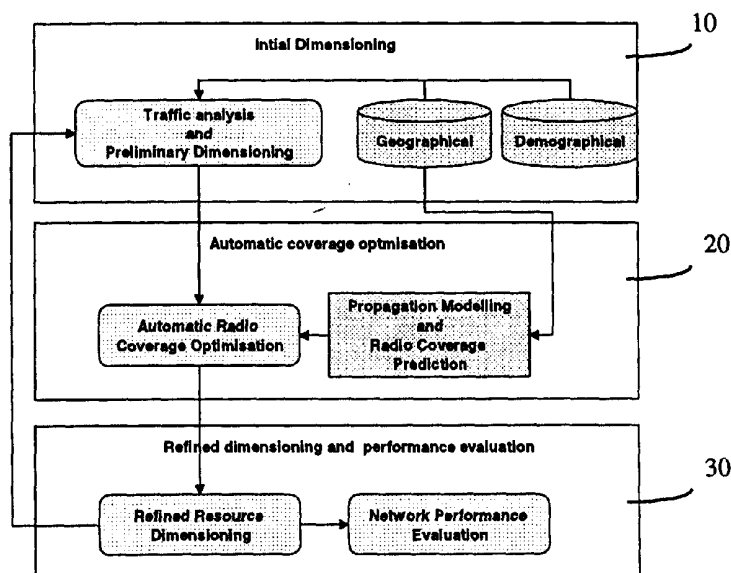 10
Intial Dimensioning
Traffic analysis
and
Preliminary Dimensioning
Geographical
Demographical
20
Automatic coverage optmisation
Automatic Radio
Coverage Optimisation
Propagation Modelling
and
Radio Coverage
Prediction
30
Refined dimensioning and performance evaluation
Refined Resource
Dimensioning
Network Performance
Evaluation